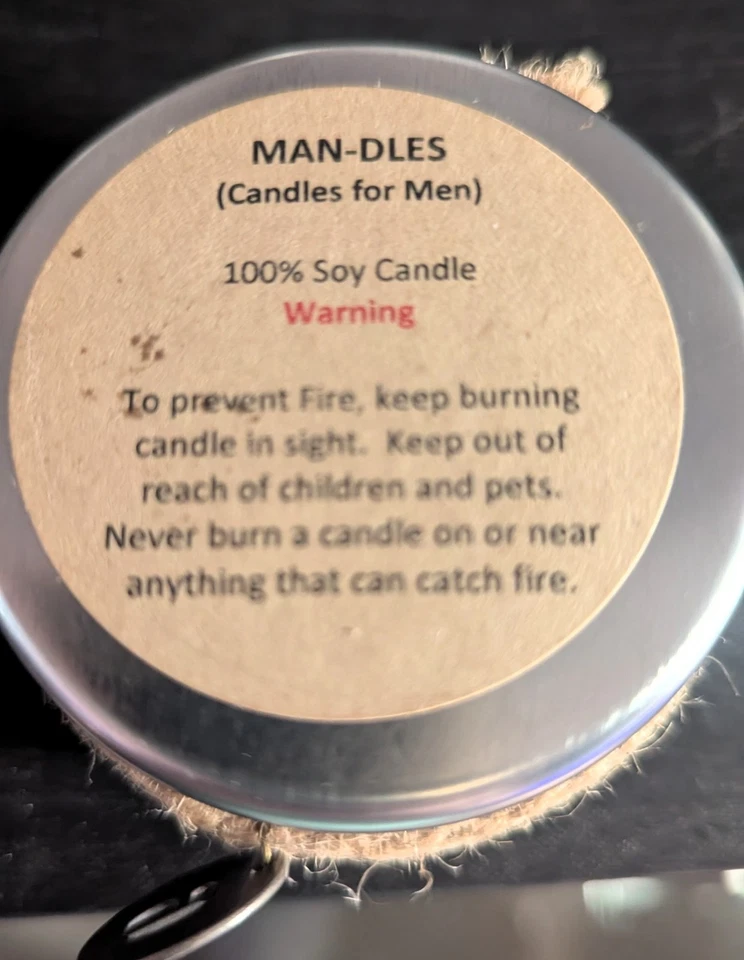 MAN-DLES
(Candles for Men)
100% Soy Candle
Warning
To prevent Fire, keep burning
candle in sight. Keep out of
reach of children and pets.
Never burn a candle on or near
anything that can catch fire.